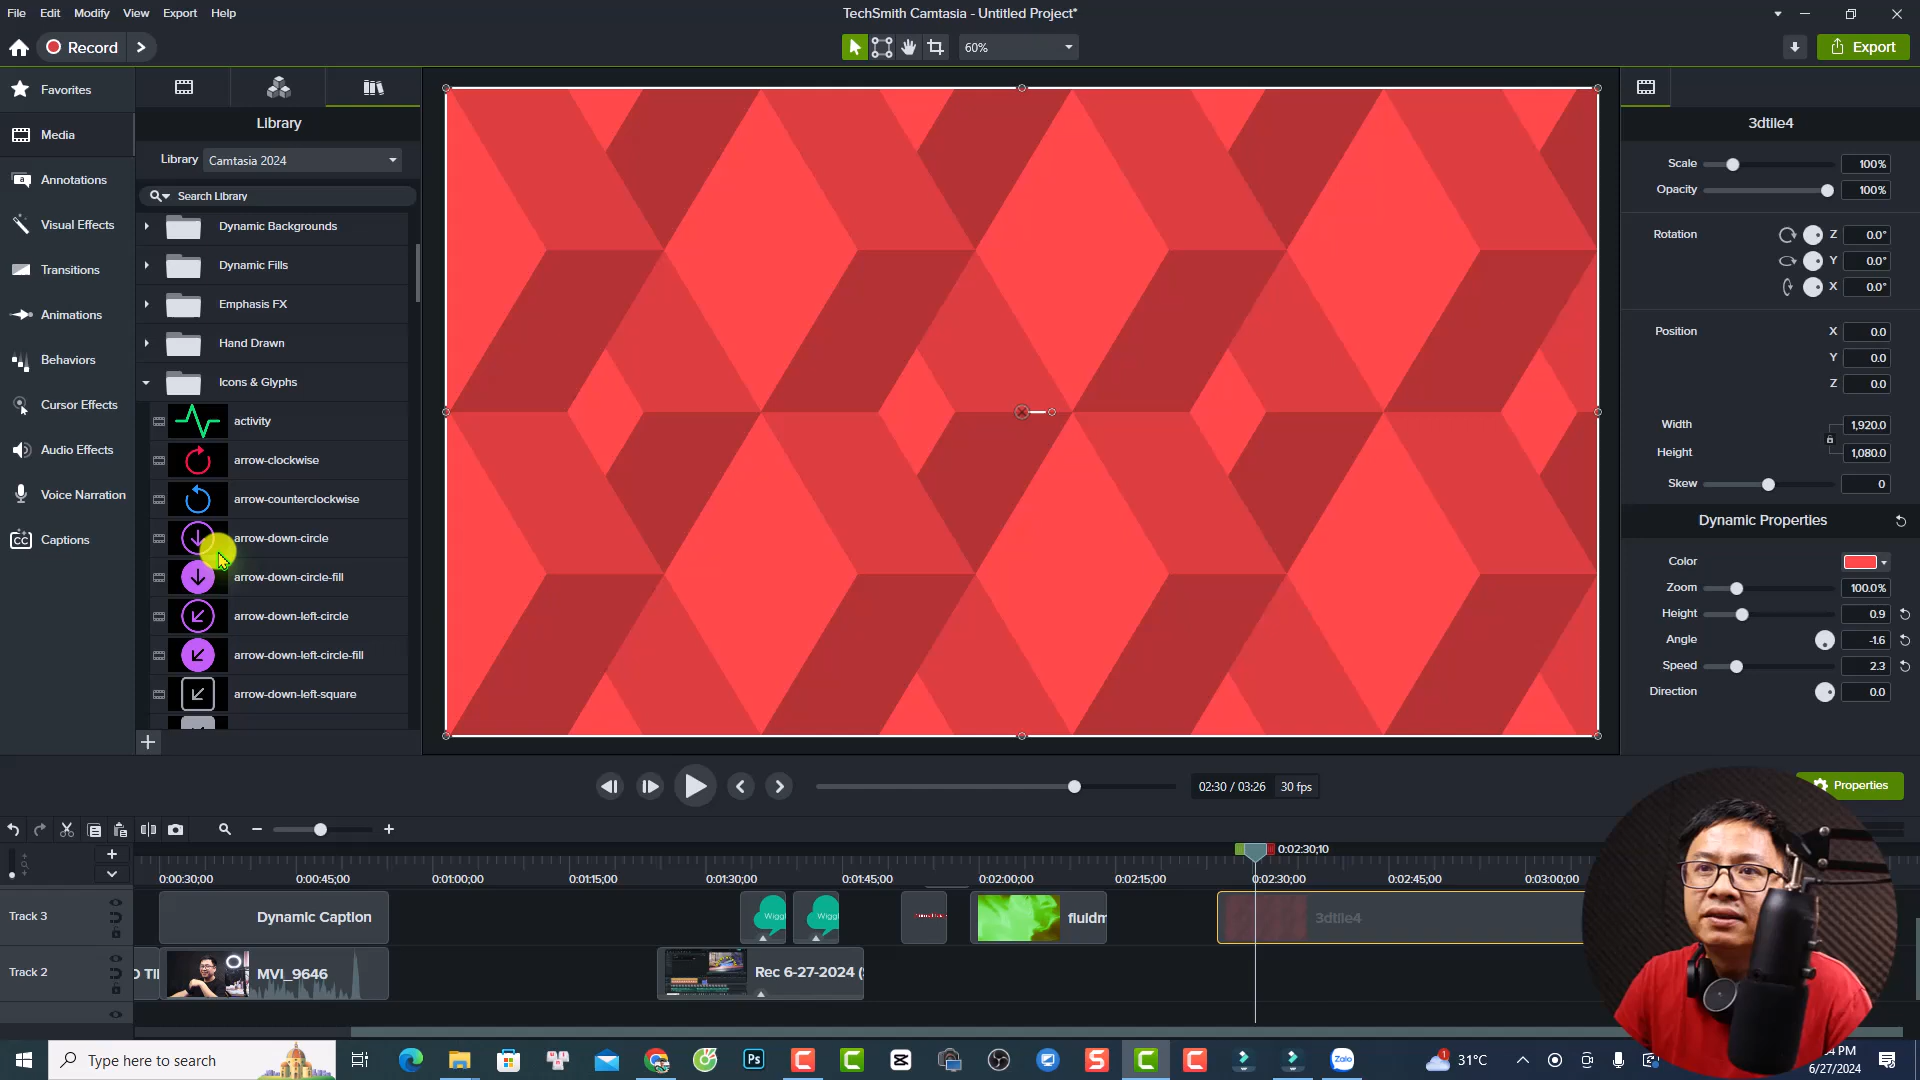 File Edit Modify View Export Help
TechSmith Camtasia - Untitled Project*
Record
60%
Export
Favorites
Media
Annotations
Visual Effects
Transitions
Animations
Behaviors
Cursor Effects
Audio Effects
Voice Narration
CC Captions
Library
Library Camtasia 2024
Search Library
Dynamic Backgrounds
Dynamic Fills
Emphasis FX
Hand Drawn
Icons & Glyphs
activity
arrow-clockwise
arrow-counterclockwise
arrow-down-circle
arrow-down-circle-fill
arrow-down-left-circle
arrow-down-left-circle-fill
arrow-down-left-square
3dtile4
Scale 100%
Opacity 100%
Rotation Z 0.0°
Y 0.0°
X 0.0°
Position X 0.0
Y 0.0
Z 0.0
Width 1,920.0
Height 1,080.0
Skew 0
Dynamic Properties
Color
Zoom 100.0%
Height 0.9
Angle -1.6
Speed 2.3
Direction 0.0
02:30 / 03:26 30 fps
Properties
0:02:30;10
0:00:30;00 0:00:45;00 0:01:00;00 0:01:15;00 0:01:30;00 0:01:45;00 0:02:00;00 0:02:15;00 0:02:30;00 0:02:45;00 0:03:00;00
Track 3 Dynamic Caption Wiggl Wiggl fluidm 3dtile4
Track 2 MVI_9646 Rec 6-27-2024 (
Type here to search
Ps
Zalo
1
31°C
PM
6/27/2024